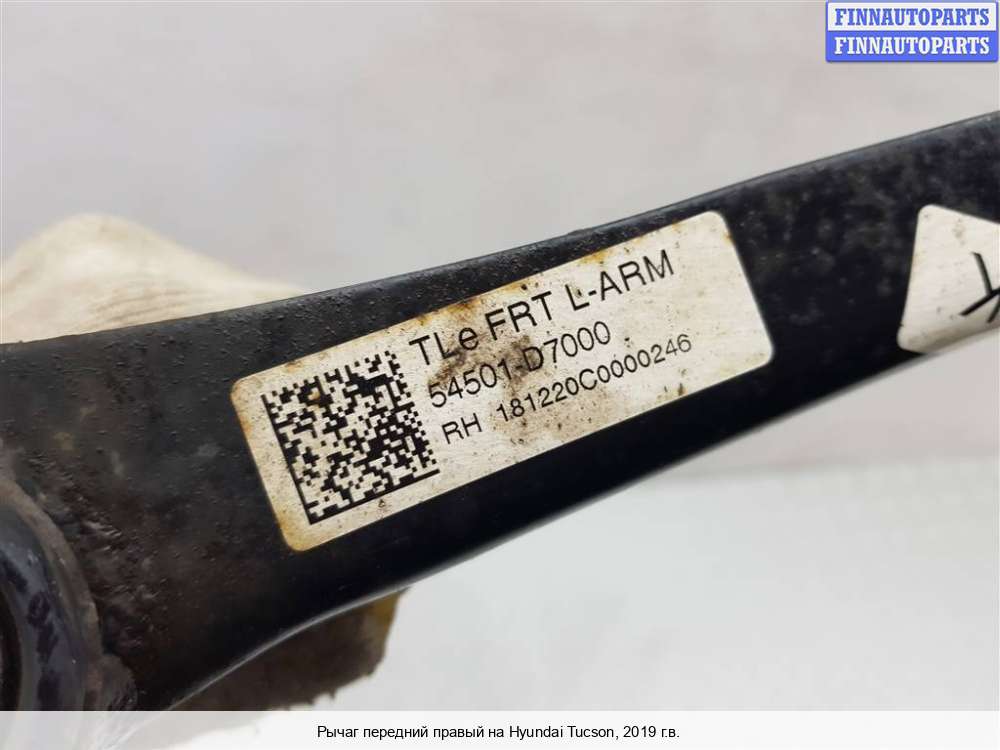 FINNAUTOPARTS
FINNAUTOPARTS
TLe FRT L-ARM
54501-D7000
RH 181220C0000246
Рычаг передний правый на Hyundai Tucson, 2019 г.в.